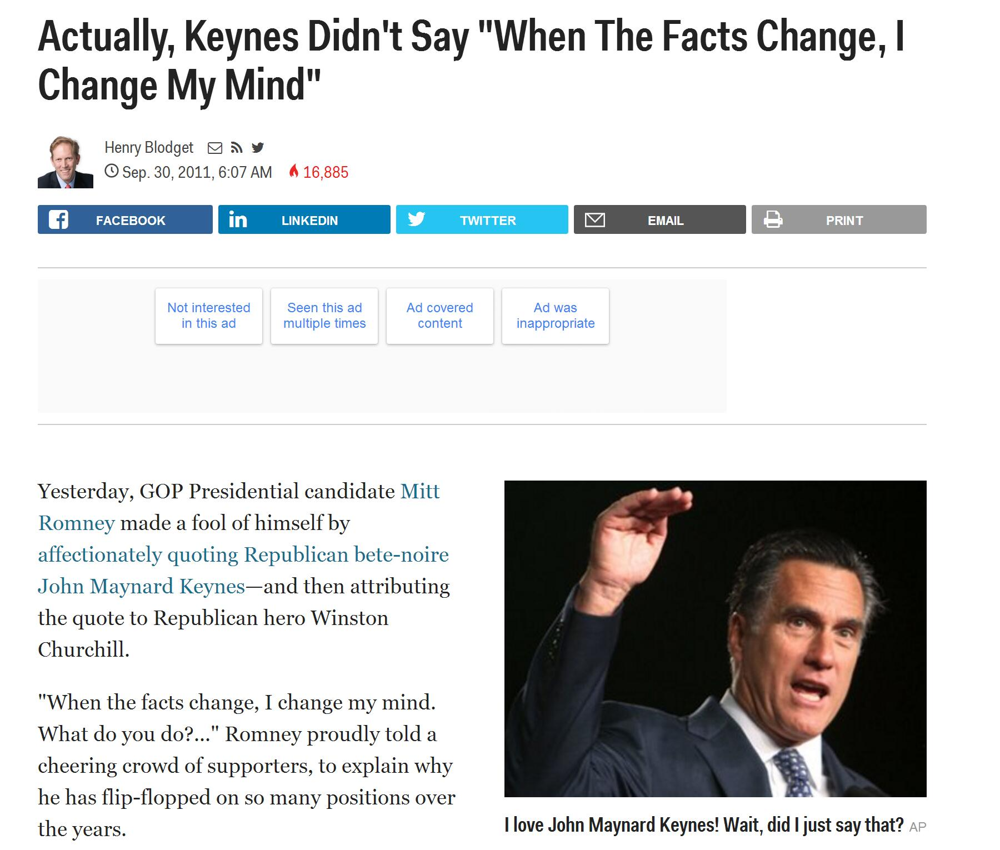 Actually, Keynes Didn't Say "When The Facts Change, I
Change My Mind"
Henry Blodget
Sep. 30, 2011, 6:07 AM 16,885
FACEBOOK LINKEDIN TWITTER EMAIL PRINT
Not interested
in this ad
Seen this ad
multiple times
Ad covered
content
Ad was
inappropriate
Yesterday, GOP Presidential candidate Mitt
Romney made a fool of himself by
affectionately quoting Republican bete-noire
John Maynard Keynes—and then attributing
the quote to Republican hero Winston
Churchill.
"When the facts change, I change my mind.
What do you do?..." Romney proudly told a
cheering crowd of supporters, to explain why
he has flip-flopped on so many positions over
the years.
I love John Maynard Keynes! Wait, did I just say that? AP